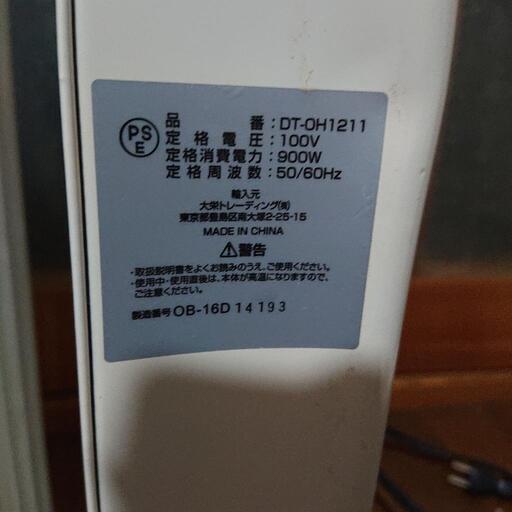 PS
E
品番:DT-OH1211
定格電圧:100V
定格消費電力:900W
定格周波数:50/60Hz
輸入元
大栄トレーディング(有)
東京都豊島区南大塚2-25-15
MADE IN CHINA
⚠警告
・取扱説明書をよくお読みのうえ、ご使用ください。
・使用中・使用直後は、本体が高温になりますので、
ご注意ください。
製造番号 OB-16D 14193